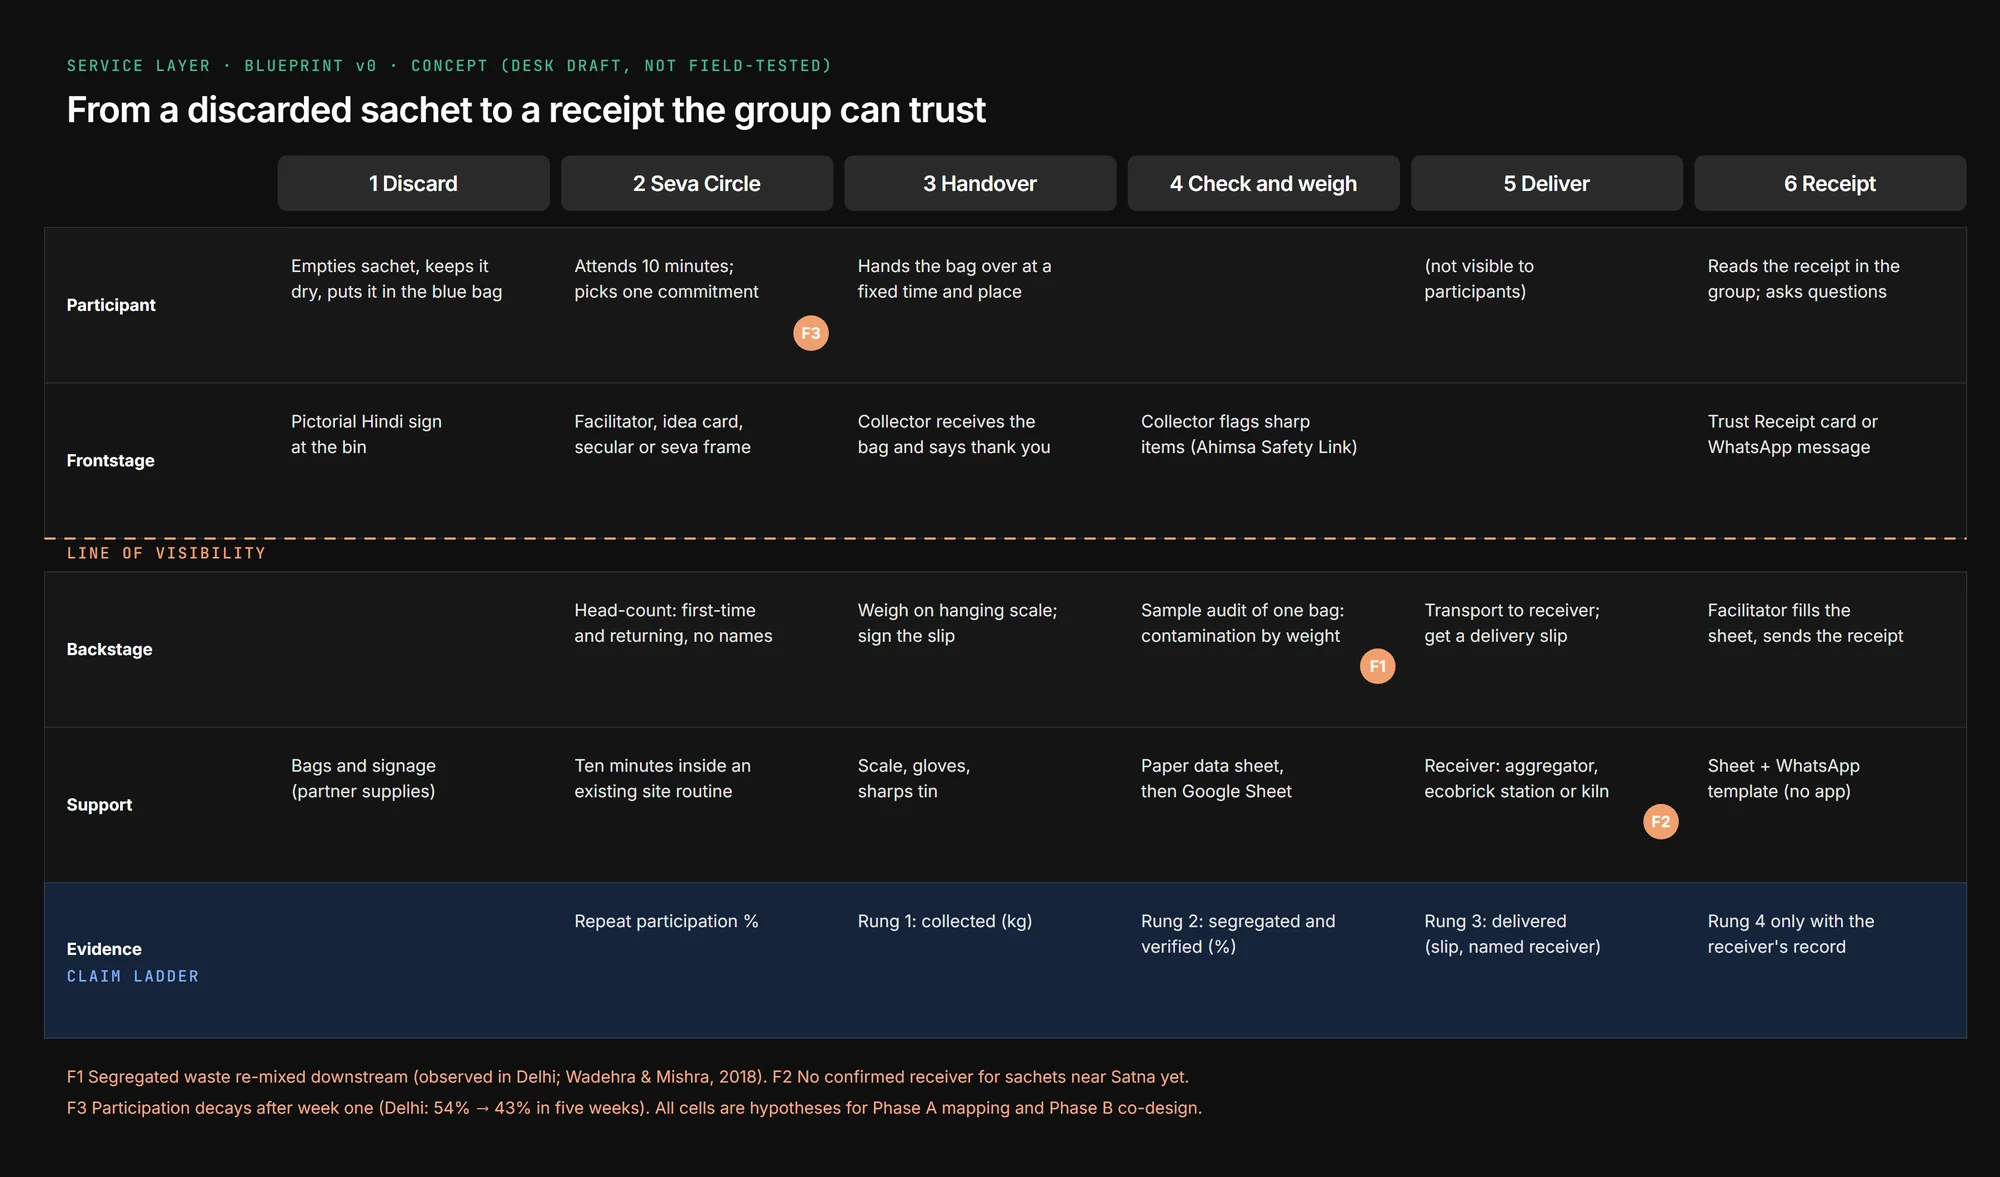 SERVICE LAYER · BLUEPRINT v0 · CONCEPT (DESK DRAFT, NOT FIELD-TESTED)
From a discarded sachet to a receipt the group can trust
1 Discard
2 Seva Circle
3 Handover
4 Check and weigh
5 Deliver
6 Receipt
Participant
Empties sachet, keeps it
dry, puts it in the blue bag
Attends 10 minutes;
picks one commitment
F3
Hands the bag over at a
fixed time and place
(not visible to
participants)
Reads the receipt in the
group; asks questions
Frontstage
Pictorial Hindi sign
at the bin
Facilitator, idea card,
secular or seva frame
Collector receives the
bag and says thank you
Collector flags sharp
items (Ahimsa Safety Link)
Trust Receipt card or
WhatsApp message
LINE OF VISIBILITY
Backstage
Head-count: first-time
and returning, no names
Weigh on hanging scale;
sign the slip
Sample audit of one bag:
contamination by weight
F1
Transport to receiver;
get a delivery slip
Facilitator fills the
sheet, sends the receipt
Support
Bags and signage
(partner supplies)
Ten minutes inside an
existing site routine
Scale, gloves,
sharps tin
Paper data sheet,
then Google Sheet
Receiver: aggregator,
ecobrick station or kiln
F2
Sheet + WhatsApp
template (no app)
Evidence
CLAIM LADDER
Repeat participation %
Rung 1: collected (kg)
Rung 2: segregated and
verified (%)
Rung 3: delivered
(slip, named receiver)
Rung 4 only with the
receiver's record
F1 Segregated waste re-mixed downstream (observed in Delhi; Wadehra & Mishra, 2018). F2 No confirmed receiver for sachets near Satna yet.
F3 Participation decays after week one (Delhi: 54% → 43% in five weeks). All cells are hypotheses for Phase A mapping and Phase B co-design.